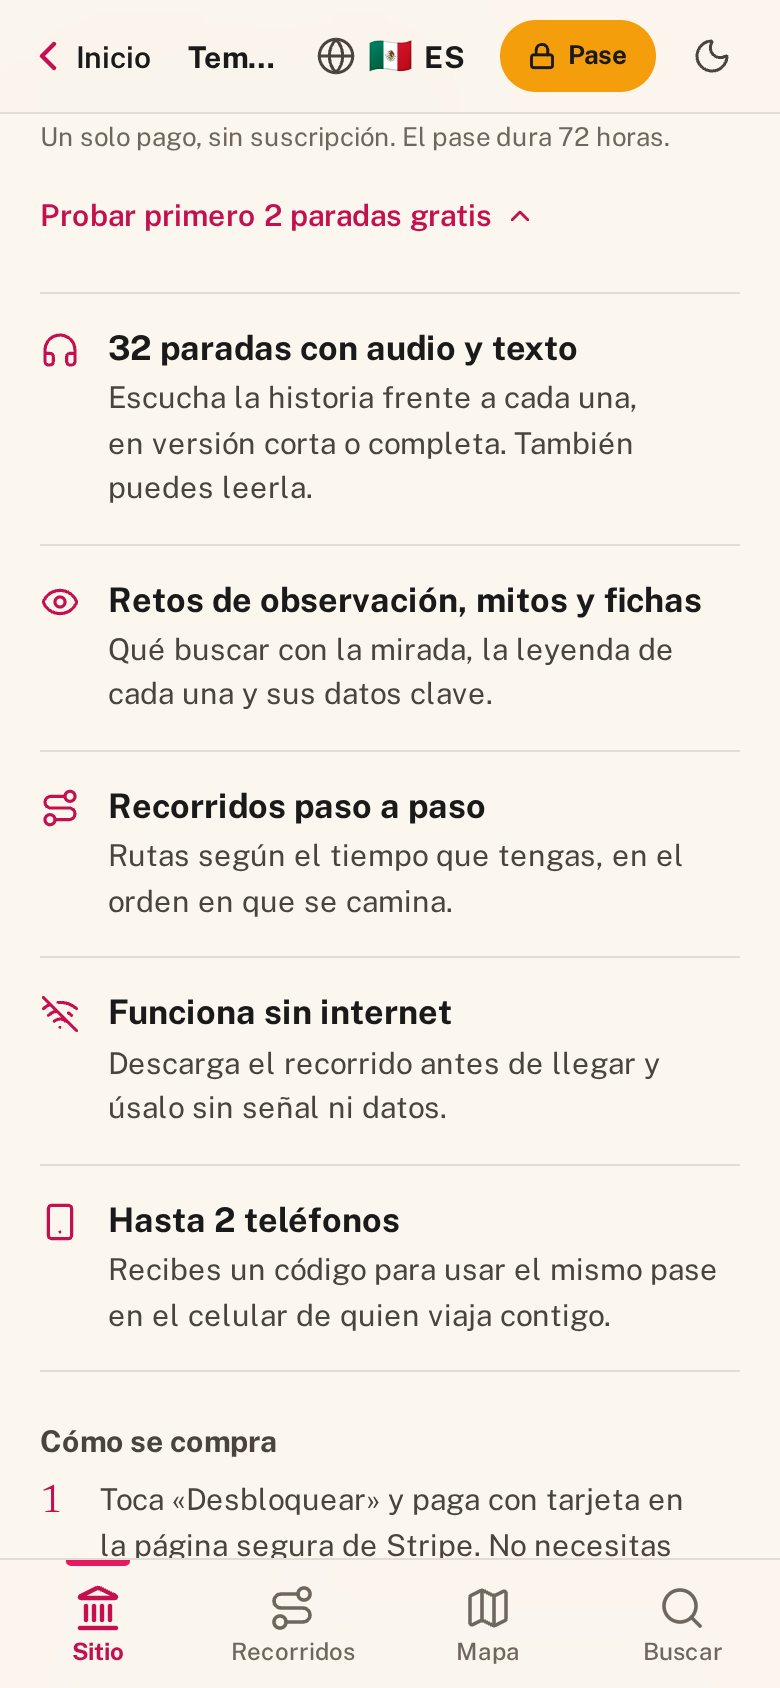 Inicio
Tem...
ES
Pase
Un solo pago, sin suscripción. El pase dura 72 horas.
Probar primero 2 paradas gratis
32 paradas con audio y texto
Escucha la historia frente a cada una,
en versión corta o completa. También
puedes leerla.
Retos de observación, mitos y fichas
Qué buscar con la mirada, la leyenda de
cada una y sus datos clave.
Recorridos paso a paso
Rutas según el tiempo que tengas, en el
orden en que se camina.
Funciona sin internet
Descarga el recorrido antes de llegar y
úsalo sin señal ni datos.
Hasta 2 teléfonos
Recibes un código para usar el mismo pase
en el celular de quien viaja contigo.
Cómo se compra
1 Toca «Desbloquear» y paga con tarjeta en
la página segura de Stripe. No necesitas
Sitio
Recorridos
Mapa
Buscar